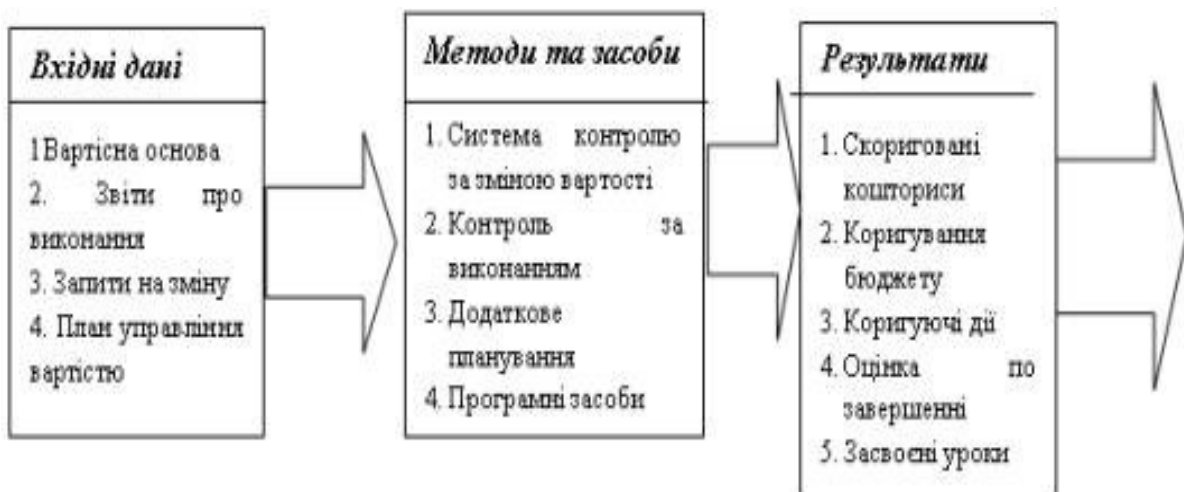 Вхідні дані
1Вартісна основа
2. Звіти про
виконання
3. Запити на зміну
4. План управління
вартістю
Методи та засоби
1. Система контролю
за зміною вартості
2. Контроль за
виконанням
3. Додаткове
планування
4. Програмні засоби
Результати
1. Скориговані
кошториси
2. Коригування
бюджету
3. Коригуючі дії
4. Оцінка по
завершенні
5. Засвоєні уроки